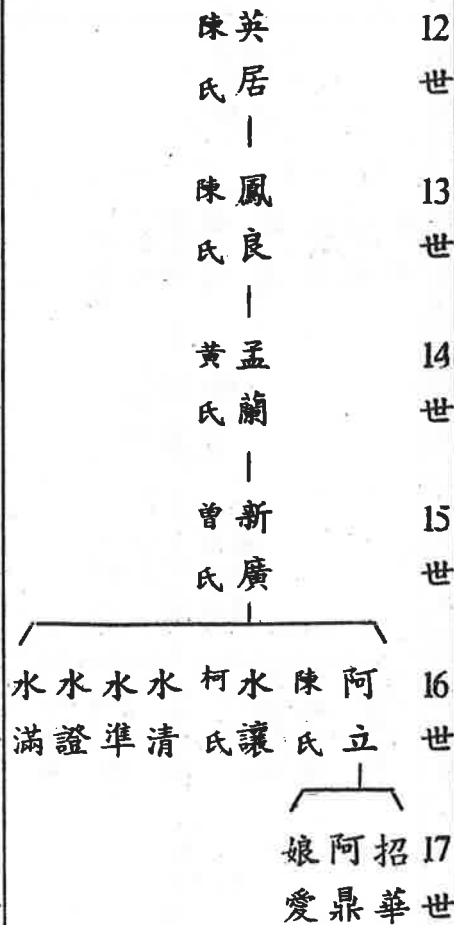 12世
英居
陳氏
13世
鳳良
陳氏
14世
孟蘭
黃氏
15世
新廣
曾氏
16世
阿立
陳氏
水讓
柯氏
水清
水準
水證
水滿
17世
招華
阿鼎
娘愛